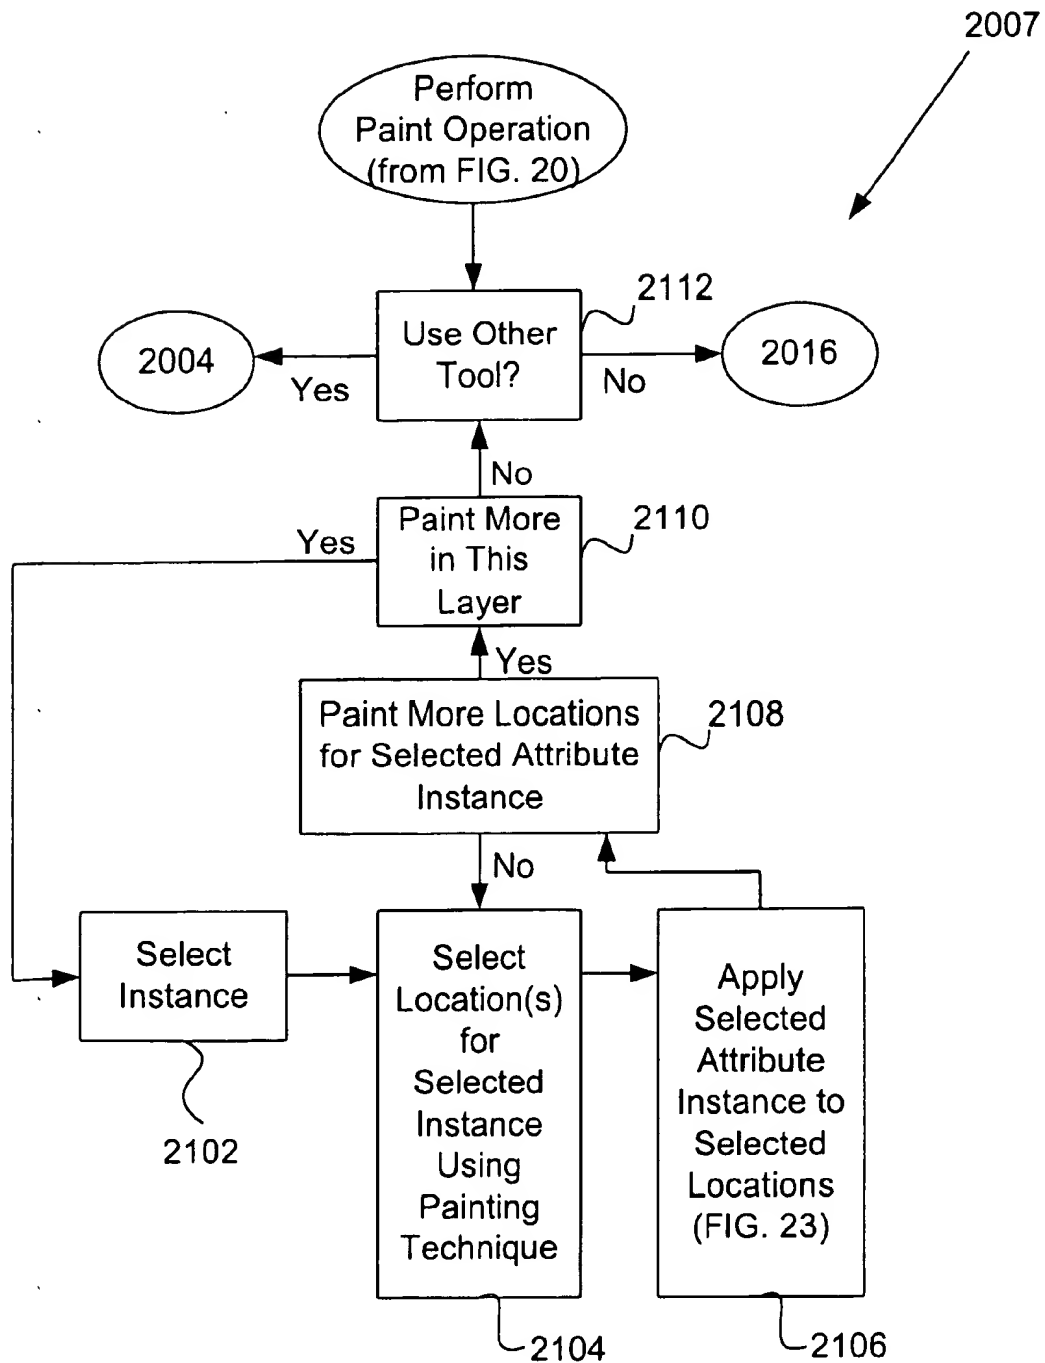 2007
Perform
Paint Operation
(from FIG. 20)
2112
Use Other
Tool?
2004
Yes
No
2016
No
Paint More
in This
Layer
2110
Yes
Yes
Paint More Locations
for Selected Attribute
Instance
2108
No
Select
Instance
2102
Select
Location(s)
for
Selected
Instance
Using
Painting
Technique
2104
Apply
Selected
Attribute
Instance to
Selected
Locations
(FIG. 23)
2106